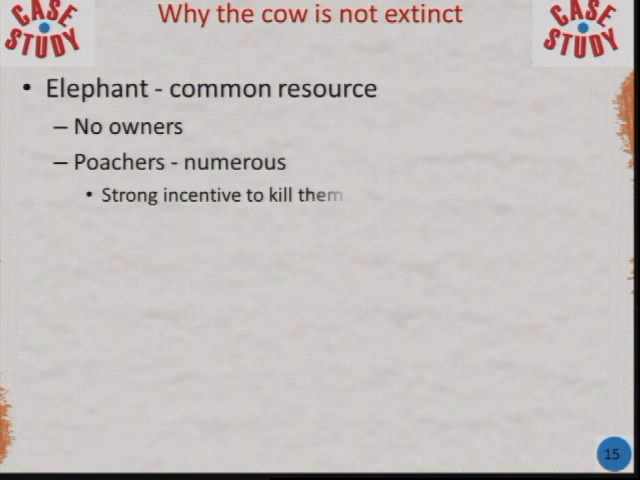 CASE STUDY
Why the cow is not extinct
CASE STUDY
• Elephant - common resource
– No owners
– Poachers - numerous
• Strong incentive to kill them
15